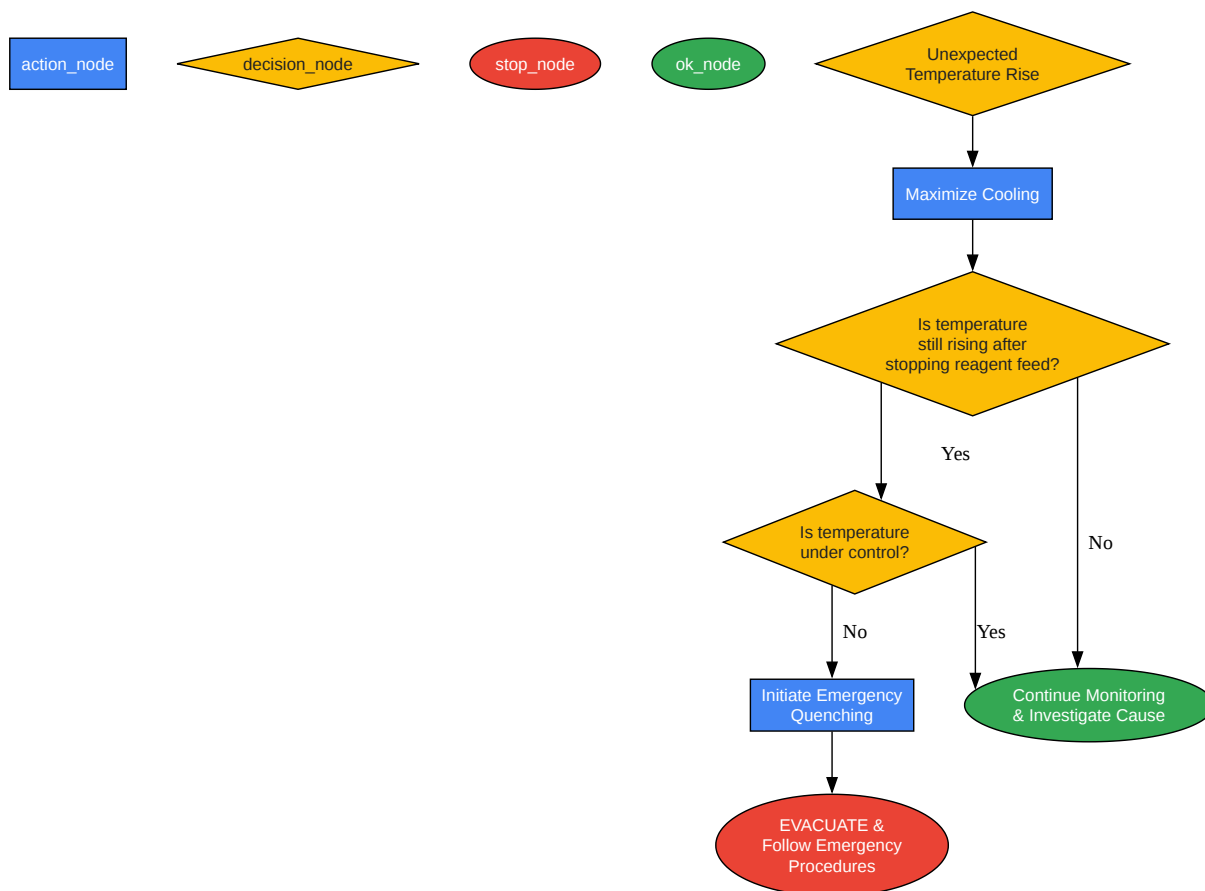 action_node
decision_node
stop_node
ok_node
Unexpected
Temperature Rise
Maximize Cooling
Is temperature
still rising after
stopping reagent feed?
Yes
Is temperature
under control?
No
No
Yes
Initiate Emergency
Quenching
Continue Monitoring
& Investigate Cause
EVACUATE &
Follow Emergency
Procedures